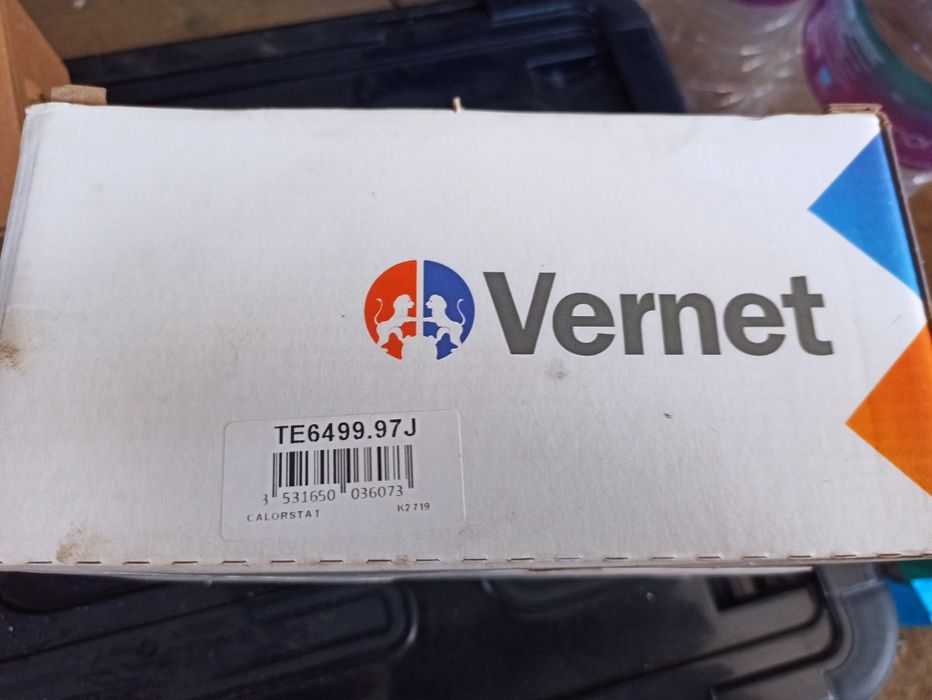 Vernet
TE6499.97J
3 531650 036073
CALORSTAT
K2719